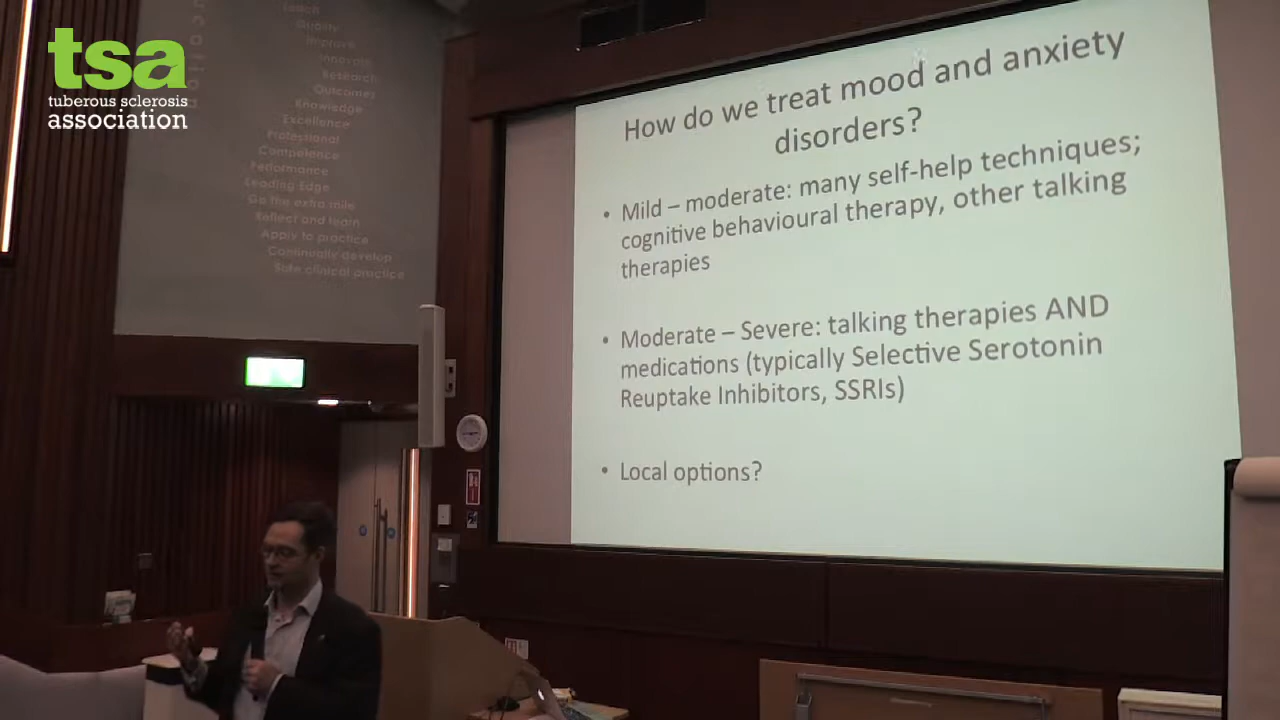 tsa
tuberous sclerosis
association
Teach
Quality
Improve
Innovate
Research
Outcomes
Knowledge
Excellence
Professional
Competence
Performance
Leading Edge
Go the extra mile
Reflect and learn
Apply to practice
Continually develop
Safe clinical practice
How do we treat mood and anxiety
disorders?
• Mild – moderate: many self-help techniques;
cognitive behavioural therapy, other talking
therapies
• Moderate – Severe: talking therapies AND
medications (typically Selective Serotonin
Reuptake Inhibitors, SSRIs)
• Local options?